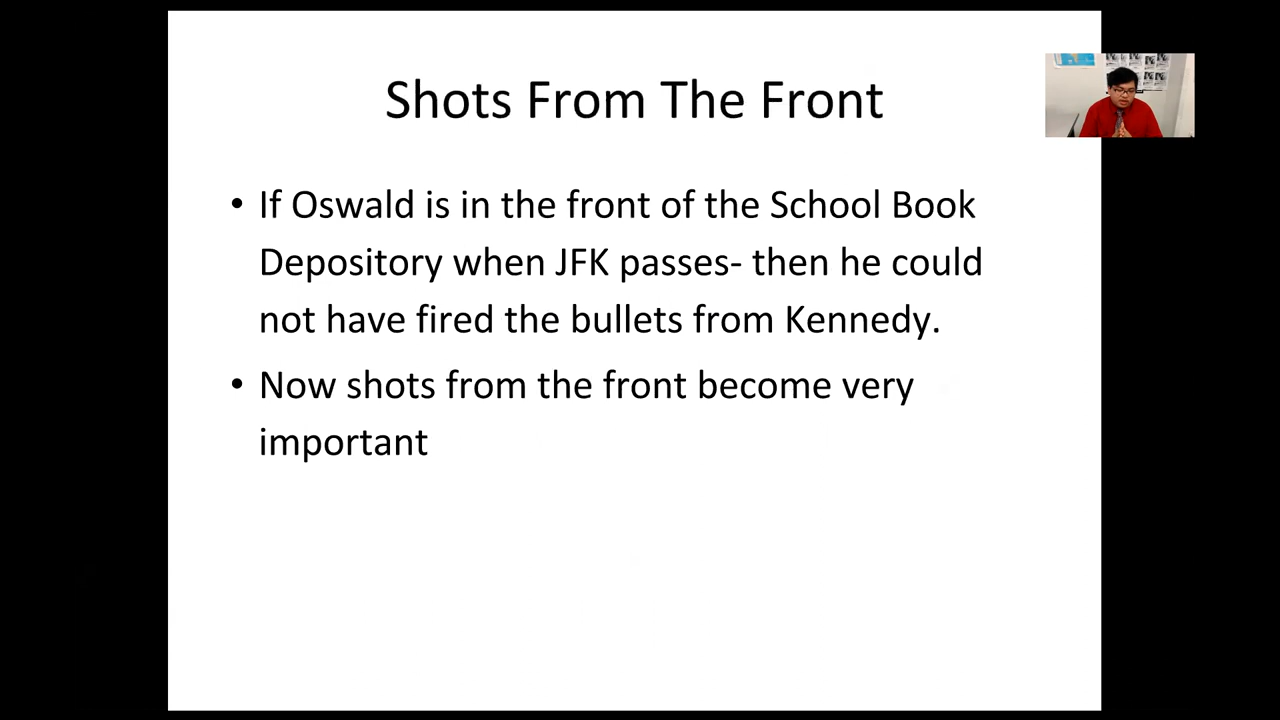 Shots From The Front
• If Oswald is in the front of the School Book
Depository when JFK passes- then he could
not have fired the bullets from Kennedy.
• Now shots from the front become very
important